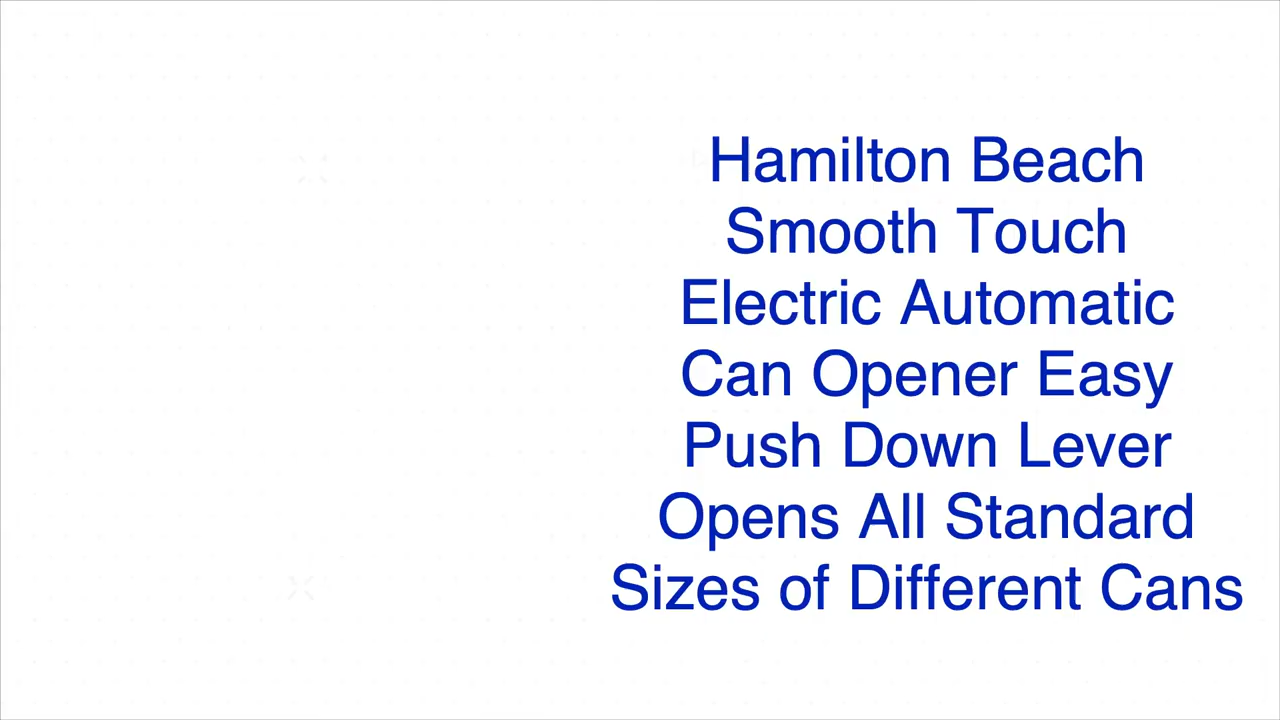 Hamilton Beach
Smooth Touch
Electric Automatic
Can Opener Easy
Push Down Lever
Opens All Standard
Sizes of Different Cans